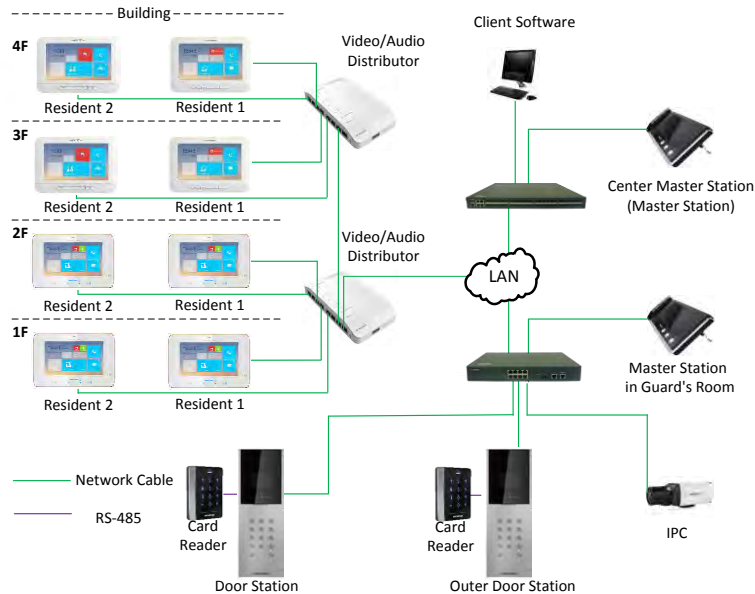 Building
4F
Resident 2
Resident 1
Video/Audio
Distributor
Client Software
3F
Resident 2
Resident 1
Center Master Station
(Master Station)
2F
Resident 2
Resident 1
Video/Audio
Distributor
LAN
1F
Resident 2
Resident 1
Master Station
in Guard's Room
Network Cable
RS-485
Card
Reader
Door Station
Card
Reader
Outer Door Station
IPC